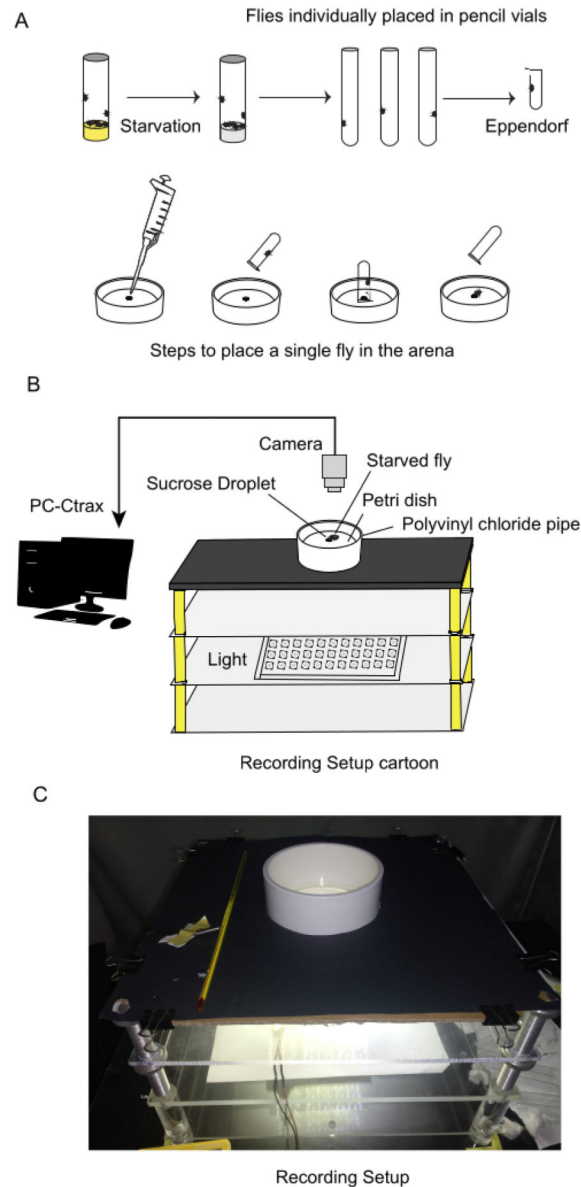 A
Flies individually placed in pencil vials
Starvation
Eppendorf
Steps to place a single fly in the arena
B
Camera
Starved fly
Sucrose Droplet
Petri dish
PC-Ctrax
Polyvinyl chloride pipe
Light
Recording Setup cartoon
C
Recording Setup